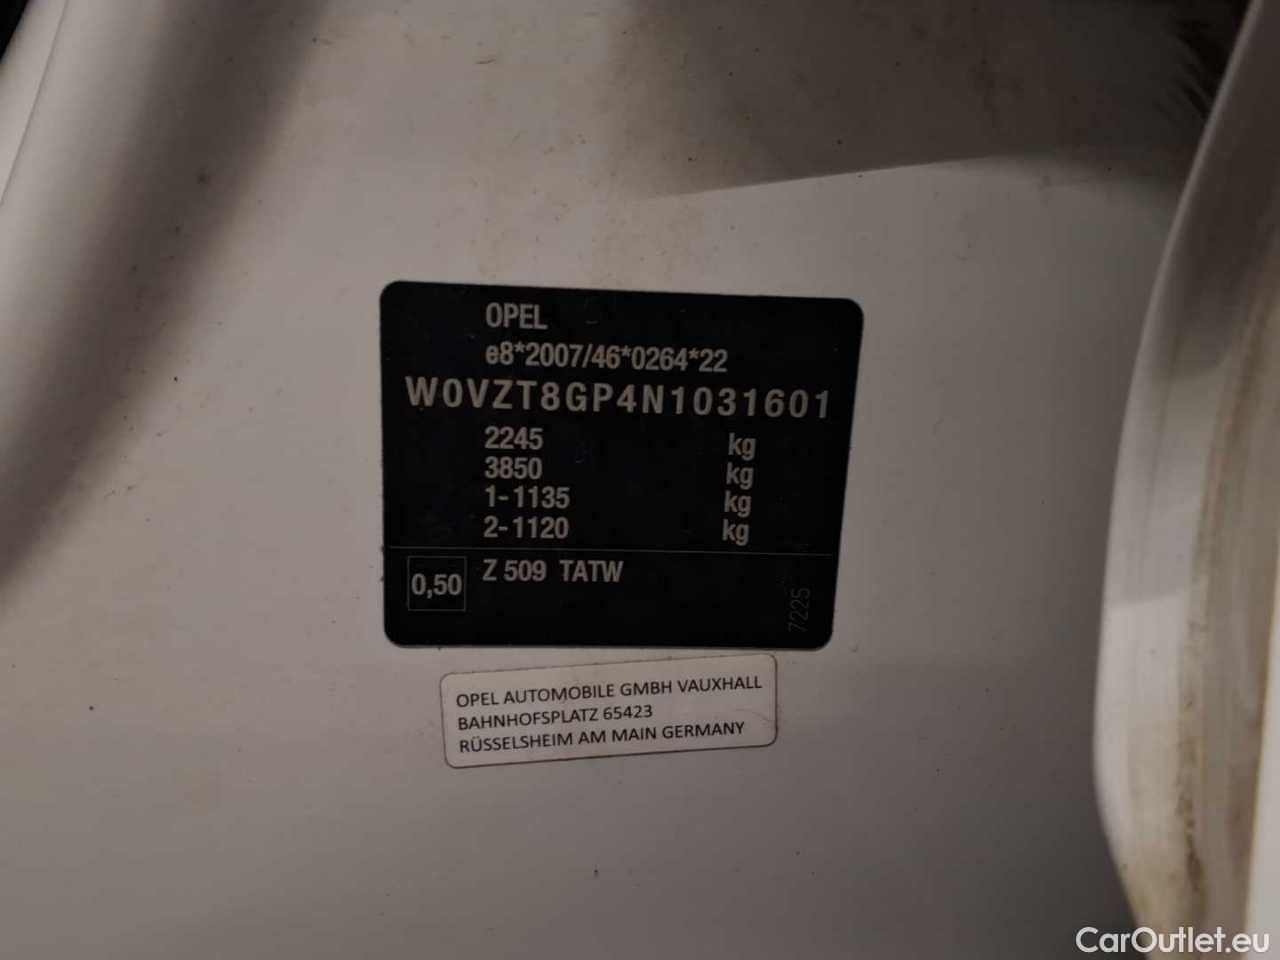 OPEL
e8*2007/46*0264*22
W0VZT8GP4N1031601
2245 kg
3850 kg
1-1135 kg
2-1120 kg
0,50 Z 509 TATW
7225
OPEL AUTOMOBILE GMBH VAUXHALL
BAHNHOFSPLATZ 65423
RÜSSELSHEIM AM MAIN GERMANY
CarOutlet.eu